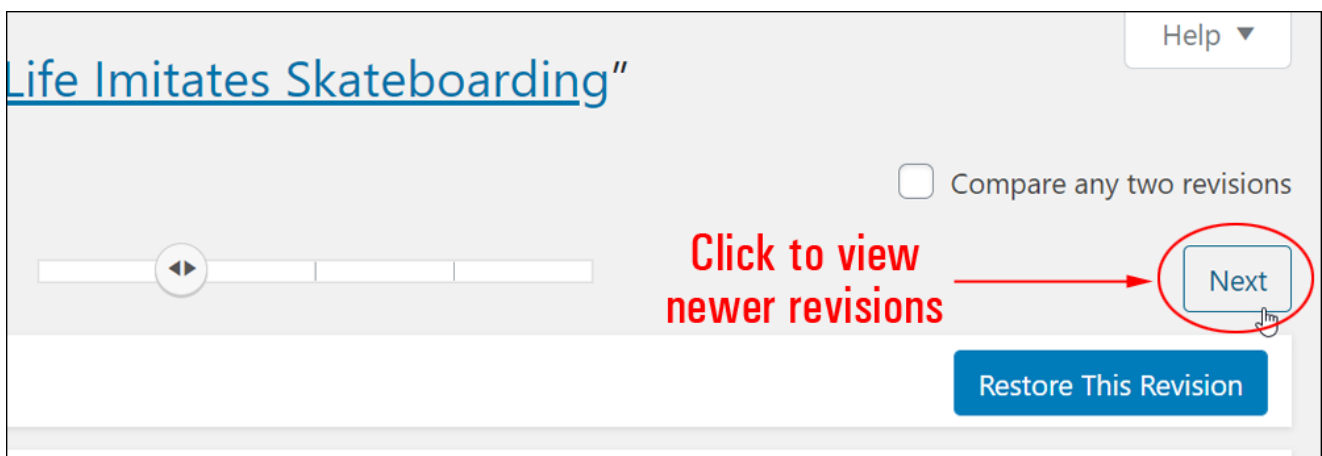 Help ▼
Life Imitates Skateboarding”
Compare any two revisions
Click to view
newer revisions
Next
Restore This Revision